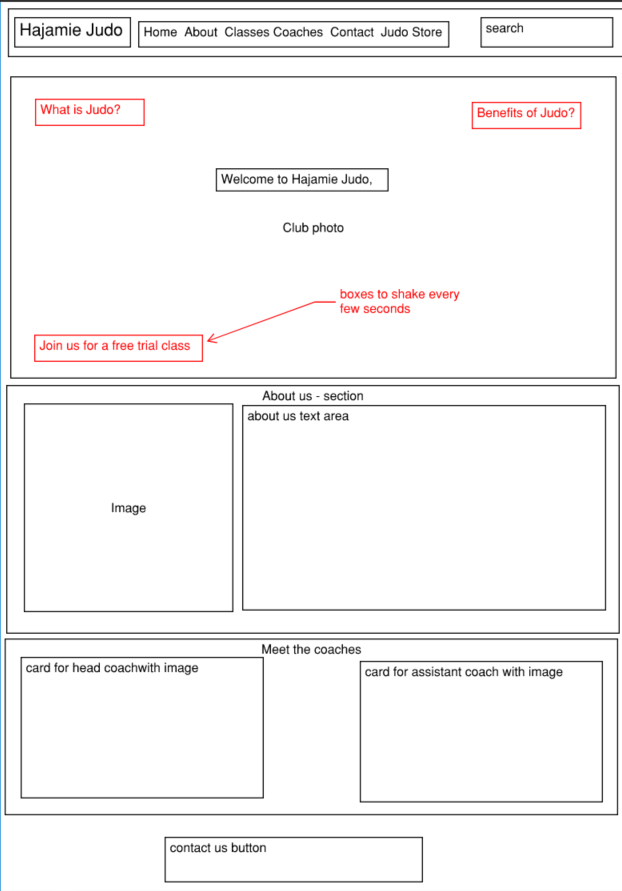 Hajamie Judo
Home About Classes Coaches Contact Judo Store
search
What is Judo?
Benefits of Judo?
Welcome to Hajamie Judo,
Club photo
boxes to shake every
few seconds
Join us for a free trial class
About us - section
about us text area
Image
Meet the coaches
card for head coachwith image
card for assistant coach with image
contact us button